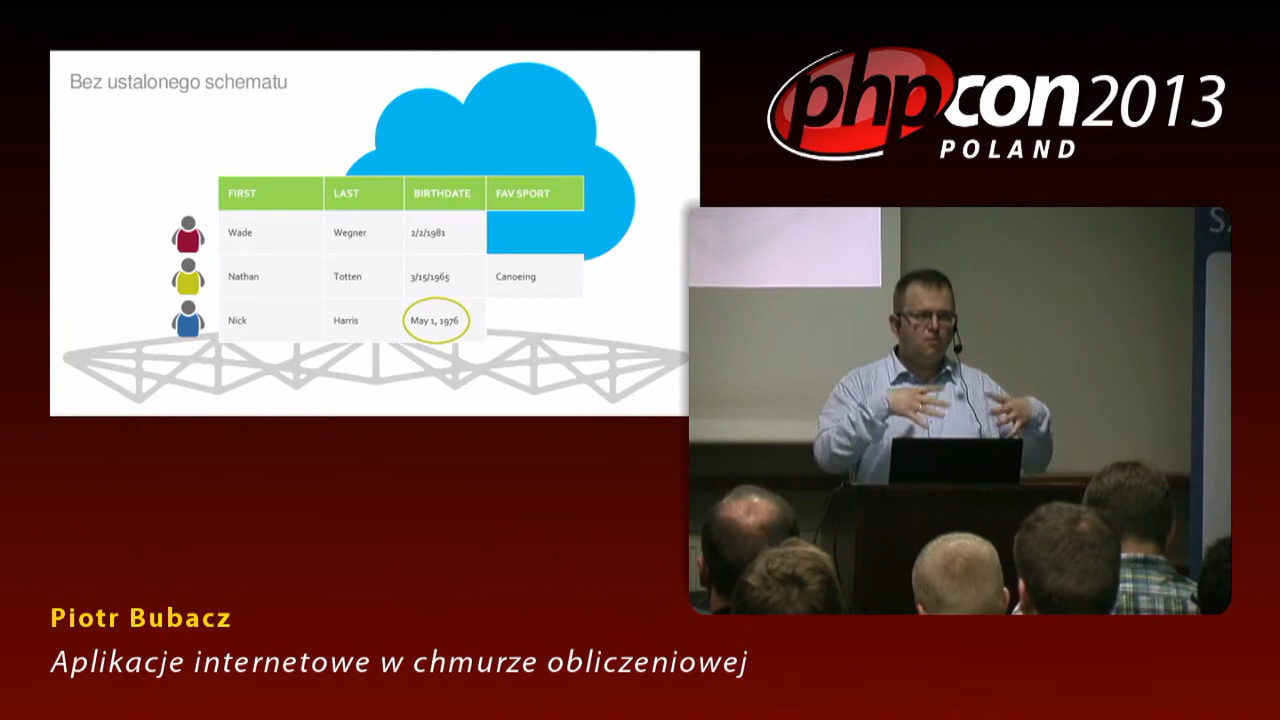 Bez ustalonego schematu
FIRST LAST BIRTHDATE FAV SPORT
Wade Wegner 2/2/1981
Nathan Totten 3/15/1965 Canoeing
Nick Harris May 1, 1976
phpcon2013
POLAND
Piotr Bubacz
Aplikacje internetowe w chmurze obliczeniowej